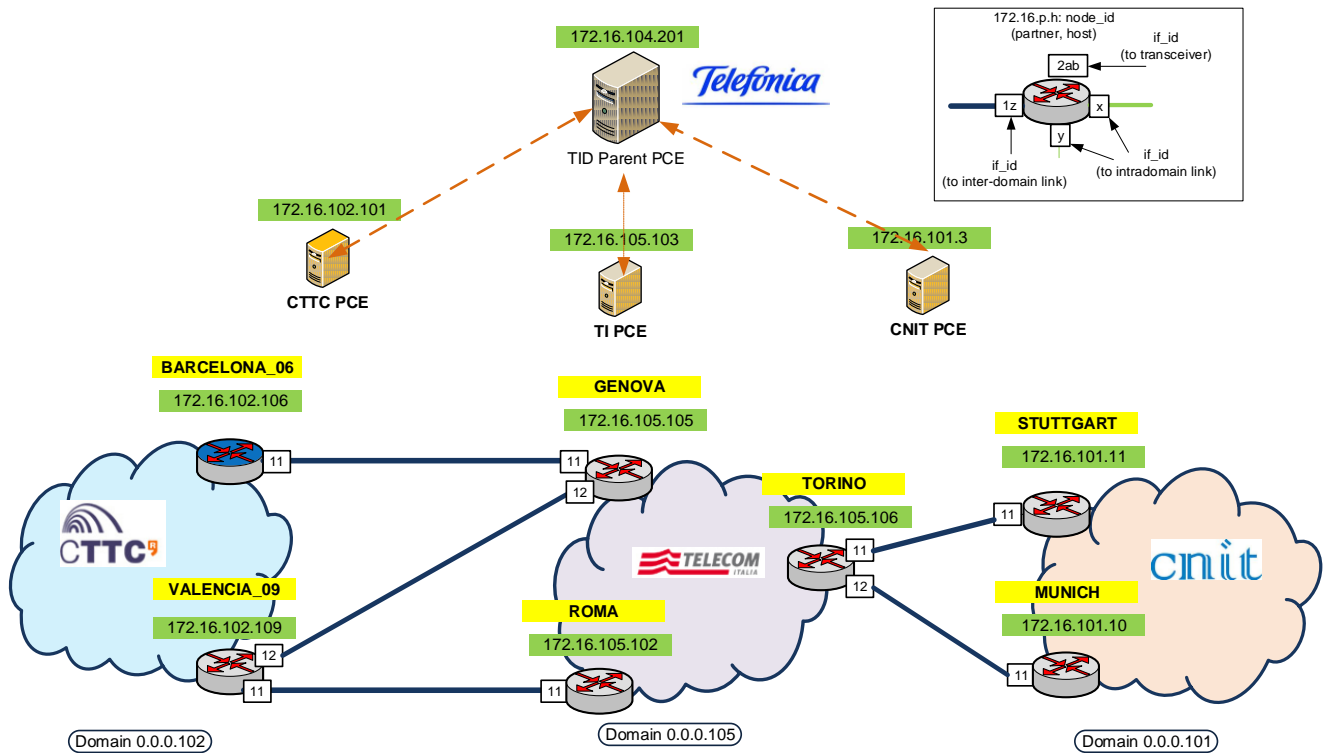 172.16.104.201
Telefónica
TID Parent PCE
172.16.p.h: node_id
(partner, host)
if_id
(to transceiver)
2ab
1z
x
y
if_id
(to inter-domain link)
if_id
(to intradomain link)
172.16.102.101
CTTC PCE
172.16.105.103
TI PCE
172.16.101.3
CNIT PCE
BARCELONA_06
172.16.102.106
11
GENOVA
172.16.105.105
11
12
STUTTGART
172.16.101.11
11
TORINO
172.16.105.106
11
12
CTTC
TELECOM
ITALIA
cnit
VALENCIA_09
172.16.102.109
12
11
ROMA
172.16.105.102
11
MUNICH
172.16.101.10
11
Domain 0.0.0.102
Domain 0.0.0.105
Domain 0.0.0.101